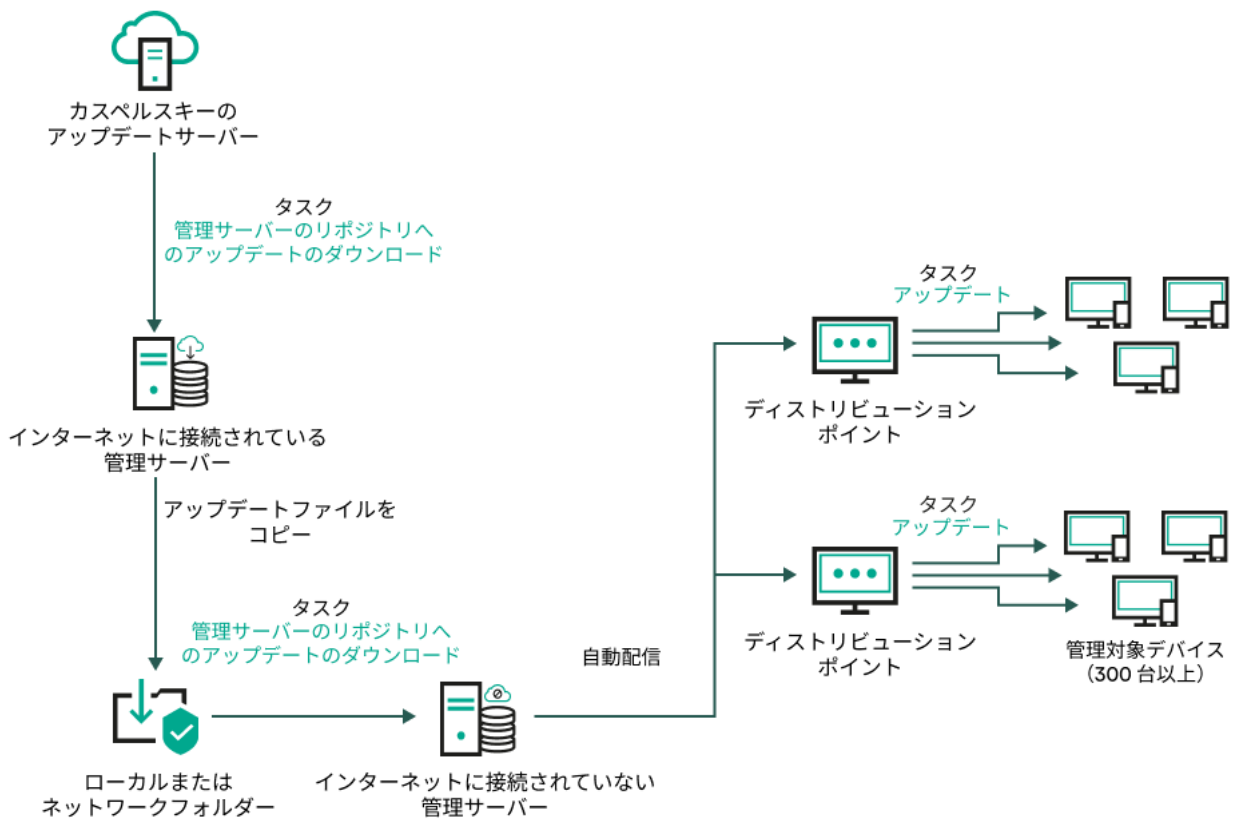 カスペルスキーの
アップデートサーバー
タスク
管理サーバーのリポジトリへ
のアップデートのダウンロード
インターネットに接続されている
管理サーバー
アップデートファイルを
コピー
タスク
管理サーバーのリポジトリへ
のアップデートのダウンロード
ローカルまたは
ネットワークフォルダー
インターネットに接続されていない
管理サーバー
自動配信
タスク
アップデート
ディストリビューション
ポイント
タスク
アップデート
ディストリビューション
ポイント
管理対象デバイス
（300 台以上）